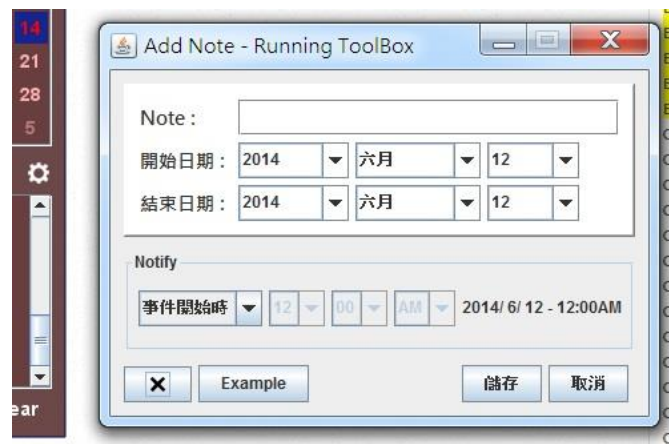 14
21
28
5
ear
Add Note - Running ToolBox
Note :
開始日期 : 2014 六月 12
結束日期 : 2014 六月 12
Notify
事件開始時 12 00 AM 2014/ 6/ 12 - 12:00AM
Example 儲存 取消